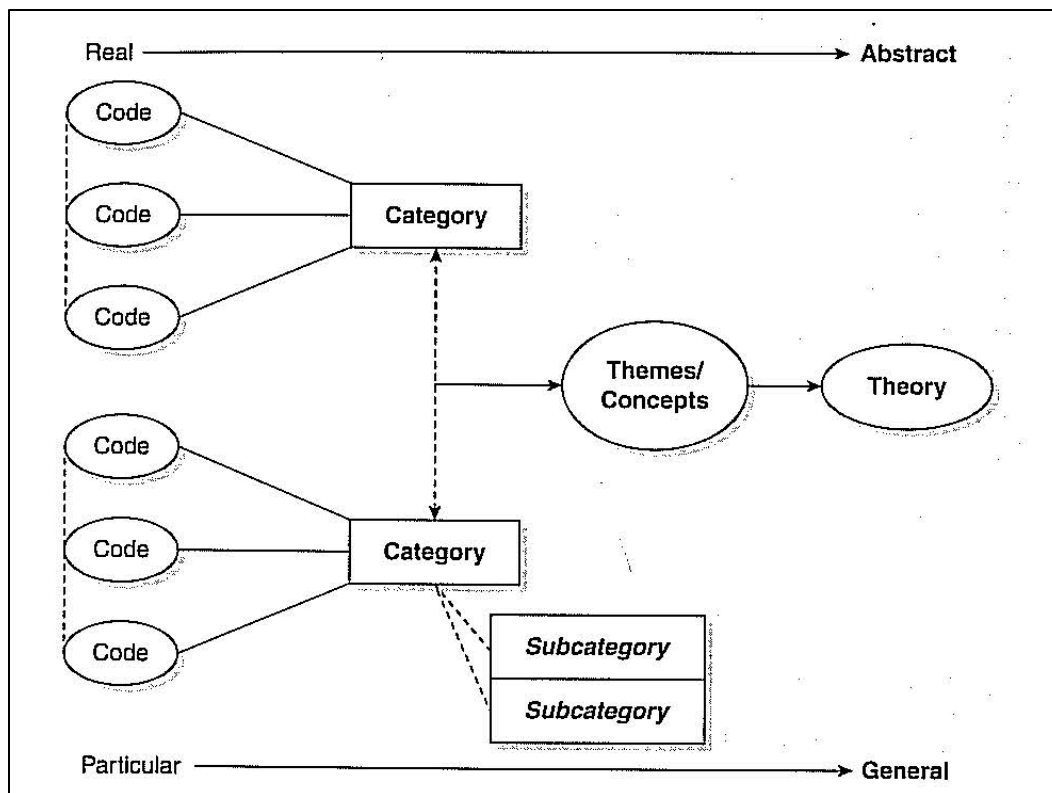 Real
Abstract
Code
Code
Category
Code
Themes/
Concepts
Theory
Code
Code
Category
Code
Subcategory
Subcategory
Particular
General